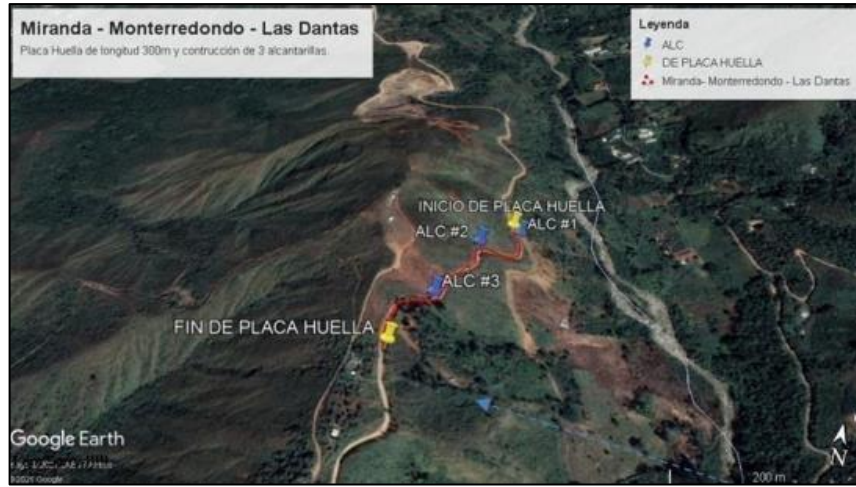 Miranda - Monterredondo - Las Dantas
Placa Huella de longitud 300m y contrucción de 3 alcantarillas.
Leyenda
ALC
DE PLACA HUELLA
Miranda- Monterredondo - Las Dantas
INICIO DE PLACA HUELLA
ALC #1
ALC #2
ALC #3
FIN DE PLACA HUELLA
Google Earth
Google
N
200 m